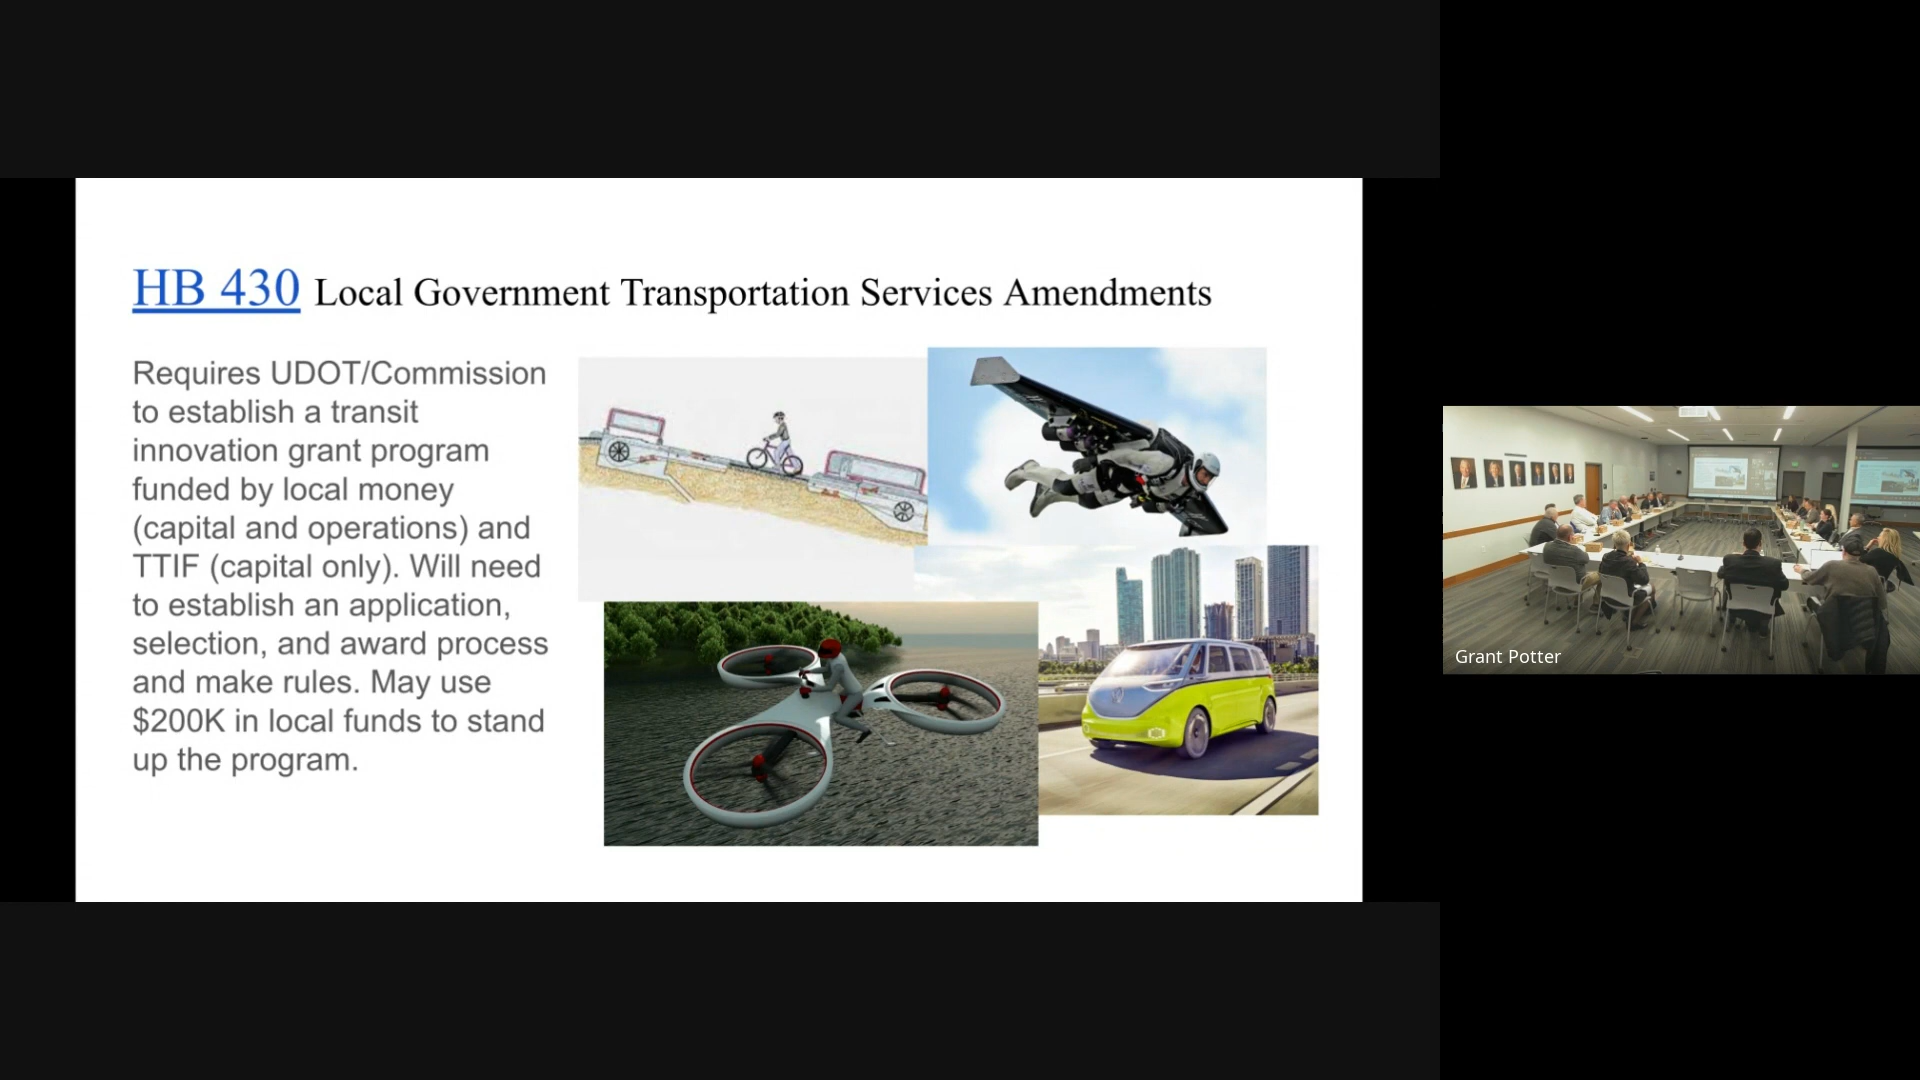 HB 430 Local Government Transportation Services Amendments
Requires UDOT/Commission
to establish a transit
innovation grant program
funded by local money
(capital and operations) and
TTIF (capital only). Will need
to establish an application,
selection, and award process
and make rules. May use
$200K in local funds to stand
up the program.
Grant Potter